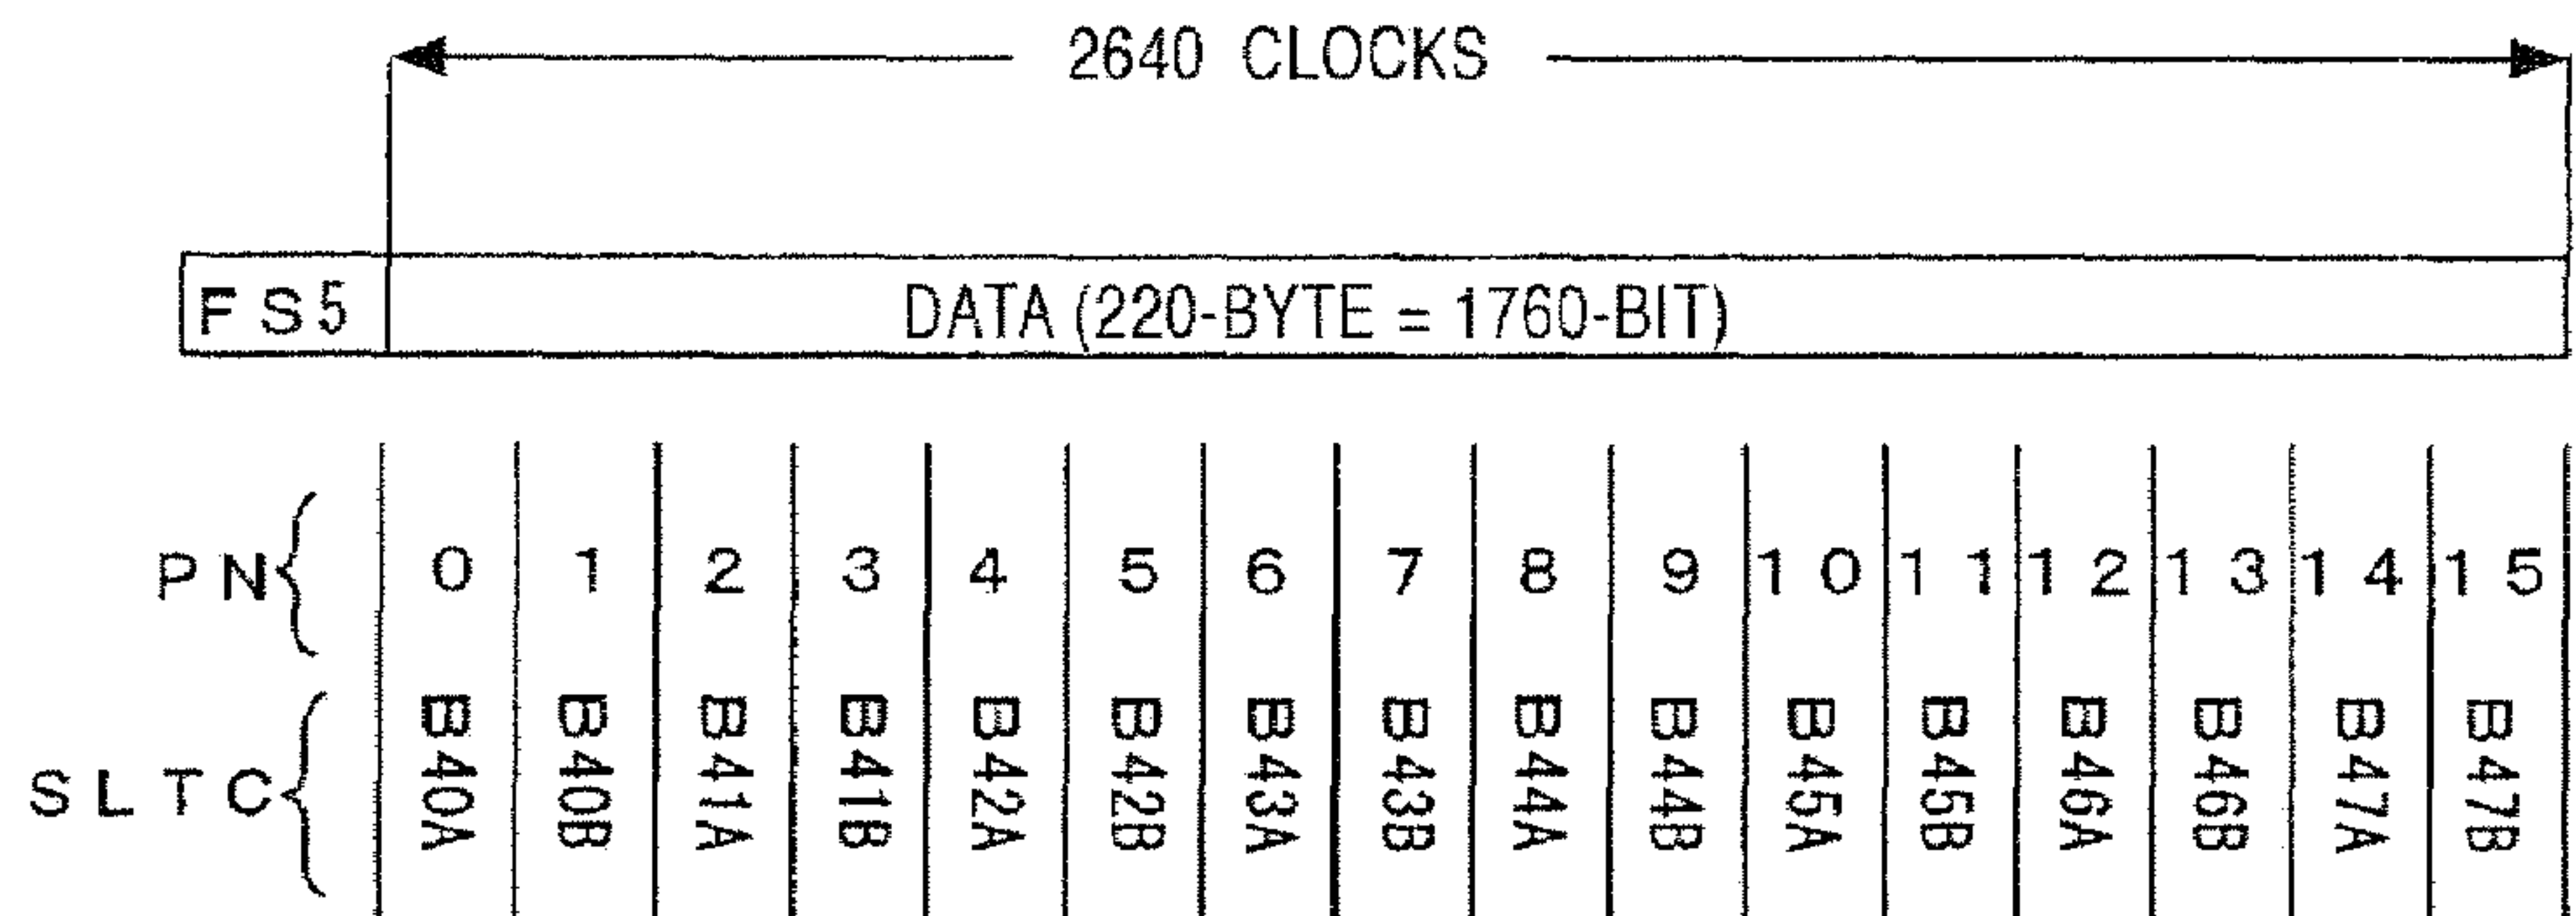 2640 CLOCKS
FS5 DATA (220-BYTE = 1760-BIT)
PN{ 0 1 2 3 4 5 6 7 8 9 10 11 12 13 14 15
SLTC{ B40A B40B B41A B41B B42A B42B B43A B43B B44A B44B B45A B45B B46A B46B B47A B47B